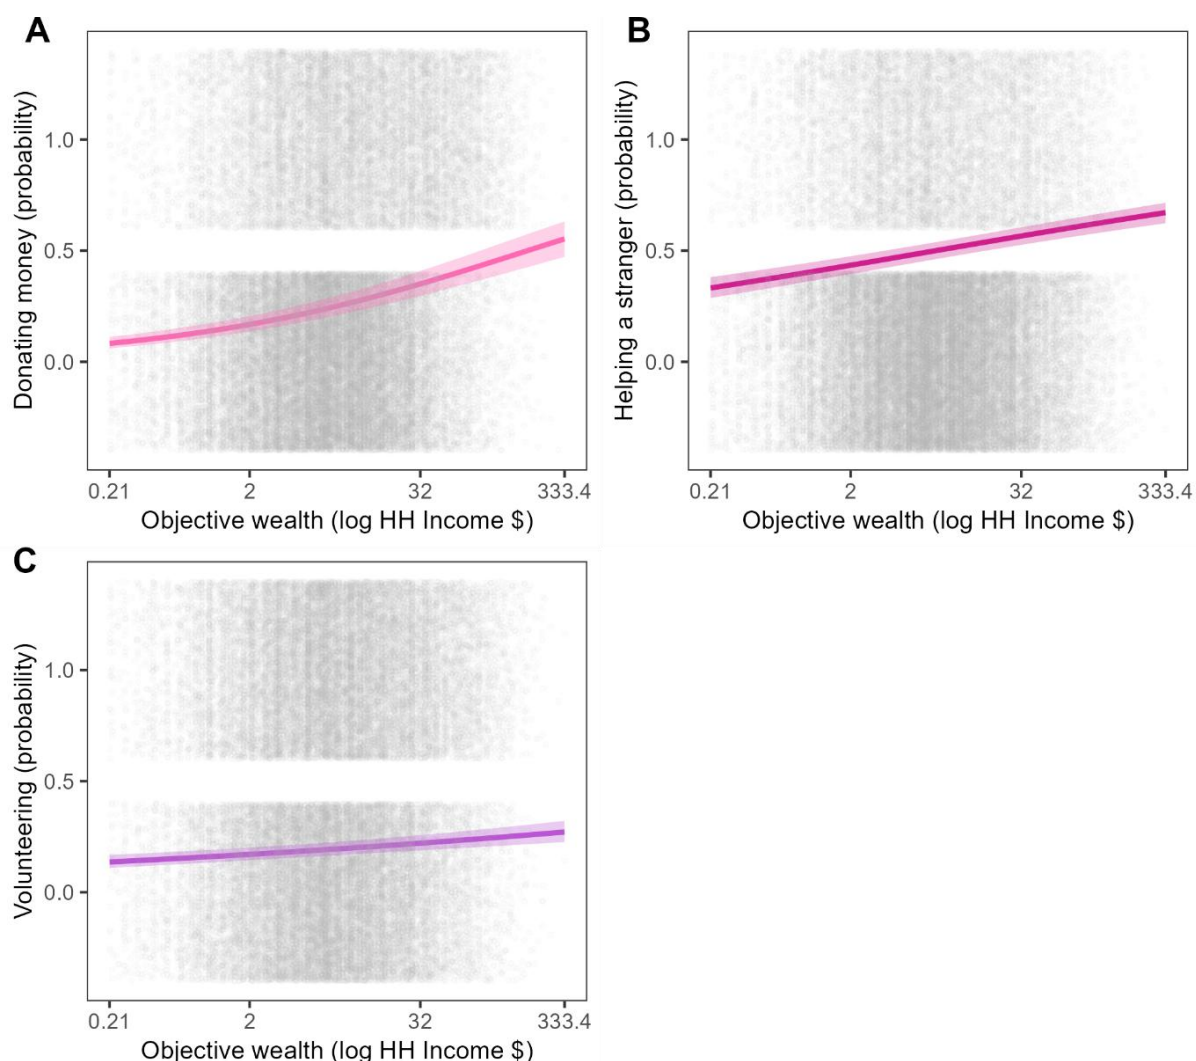 A
Donating money (probability)
1.0
0.5
0.0
0.21 2 32 333.4
Objective wealth (log HH Income $)
B
Helping a stranger (probability)
1.0
0.5
0.0
0.21 2 32 333.4
Objective wealth (log HH Income $)
C
Volunteering (probability)
1.0
0.5
0.0
0.21 2 32 333.4
Objective wealth (log HH Income $)